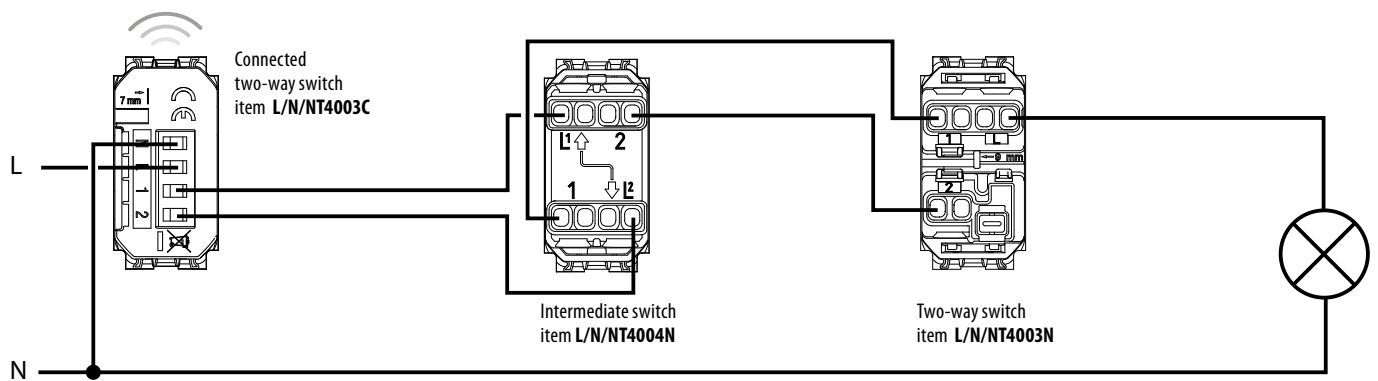 Connected
two-way switch
item L/N/NT4003C
7 mm
N
L
1
2
L
L1
2
1
L2
Intermediate switch
item L/N/NT4004N
1
L
9 mm
2
Two-way switch
item L/N/NT4003N
N